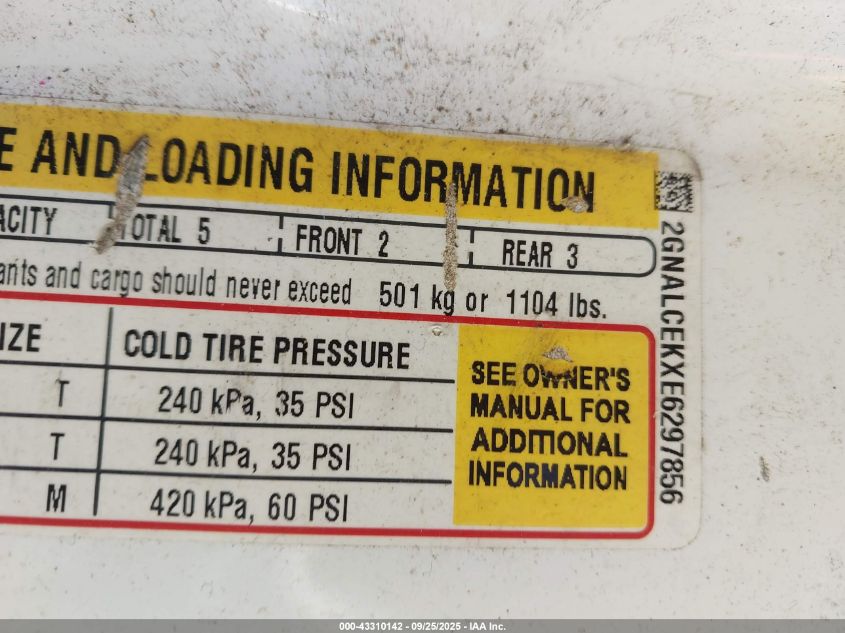 E AND LOADING INFORMATION
ACITY TOTAL 5 FRONT 2 REAR 3
ants and cargo should never exceed 501 kg or 1104 lbs.
IZE COLD TIRE PRESSURE
T 240 kPa, 35 PSI
T 240 kPa, 35 PSI
M 420 kPa, 60 PSI
SEE OWNER'S
MANUAL FOR
ADDITIONAL
INFORMATION
2GNALCEKXE6297856
000-43310142 - 09/25/2025 - IAA Inc.